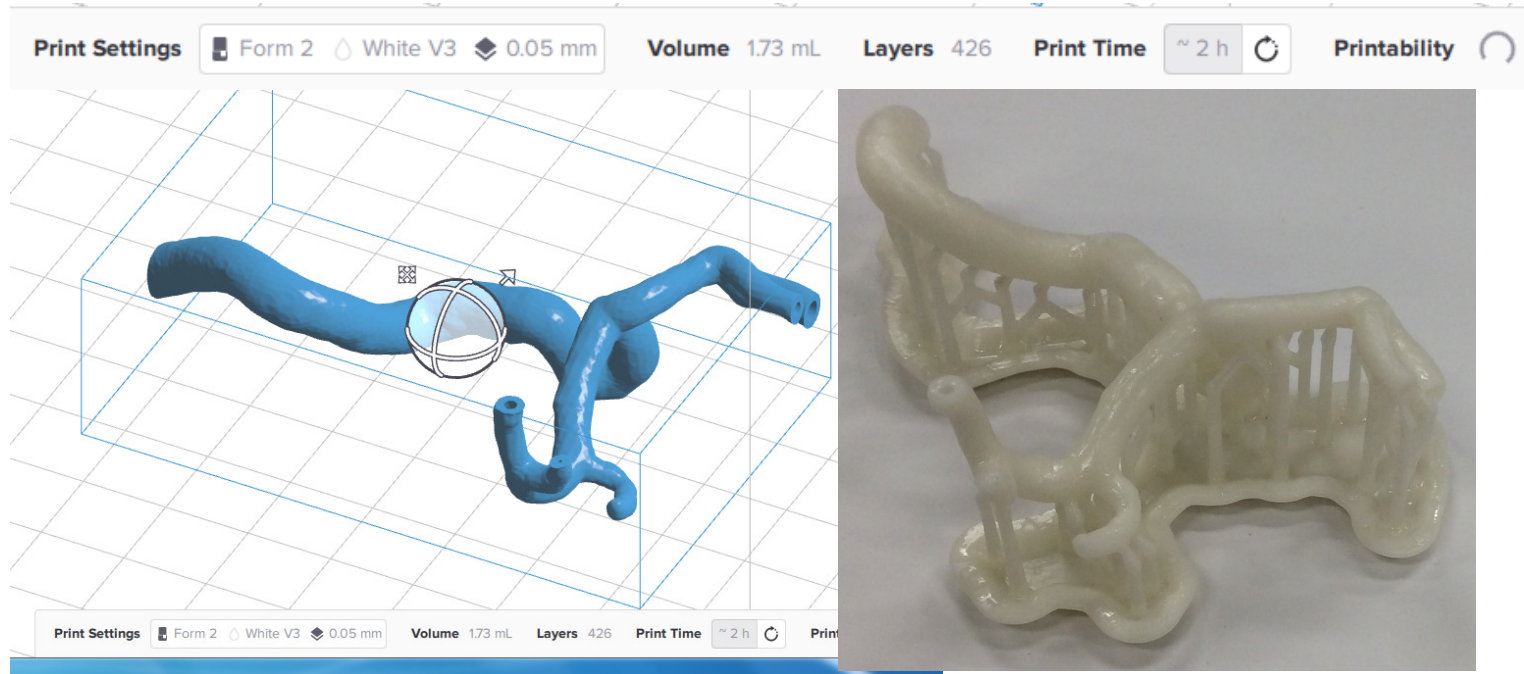 Print Settings Form 2 White V3 0.05 mm Volume 1.73 mL Layers 426 Print Time ~ 2 h Printability
Print Settings Form 2 White V3 0.05 mm Volume 1.73 mL Layers 426 Print Time ~ 2 h Print